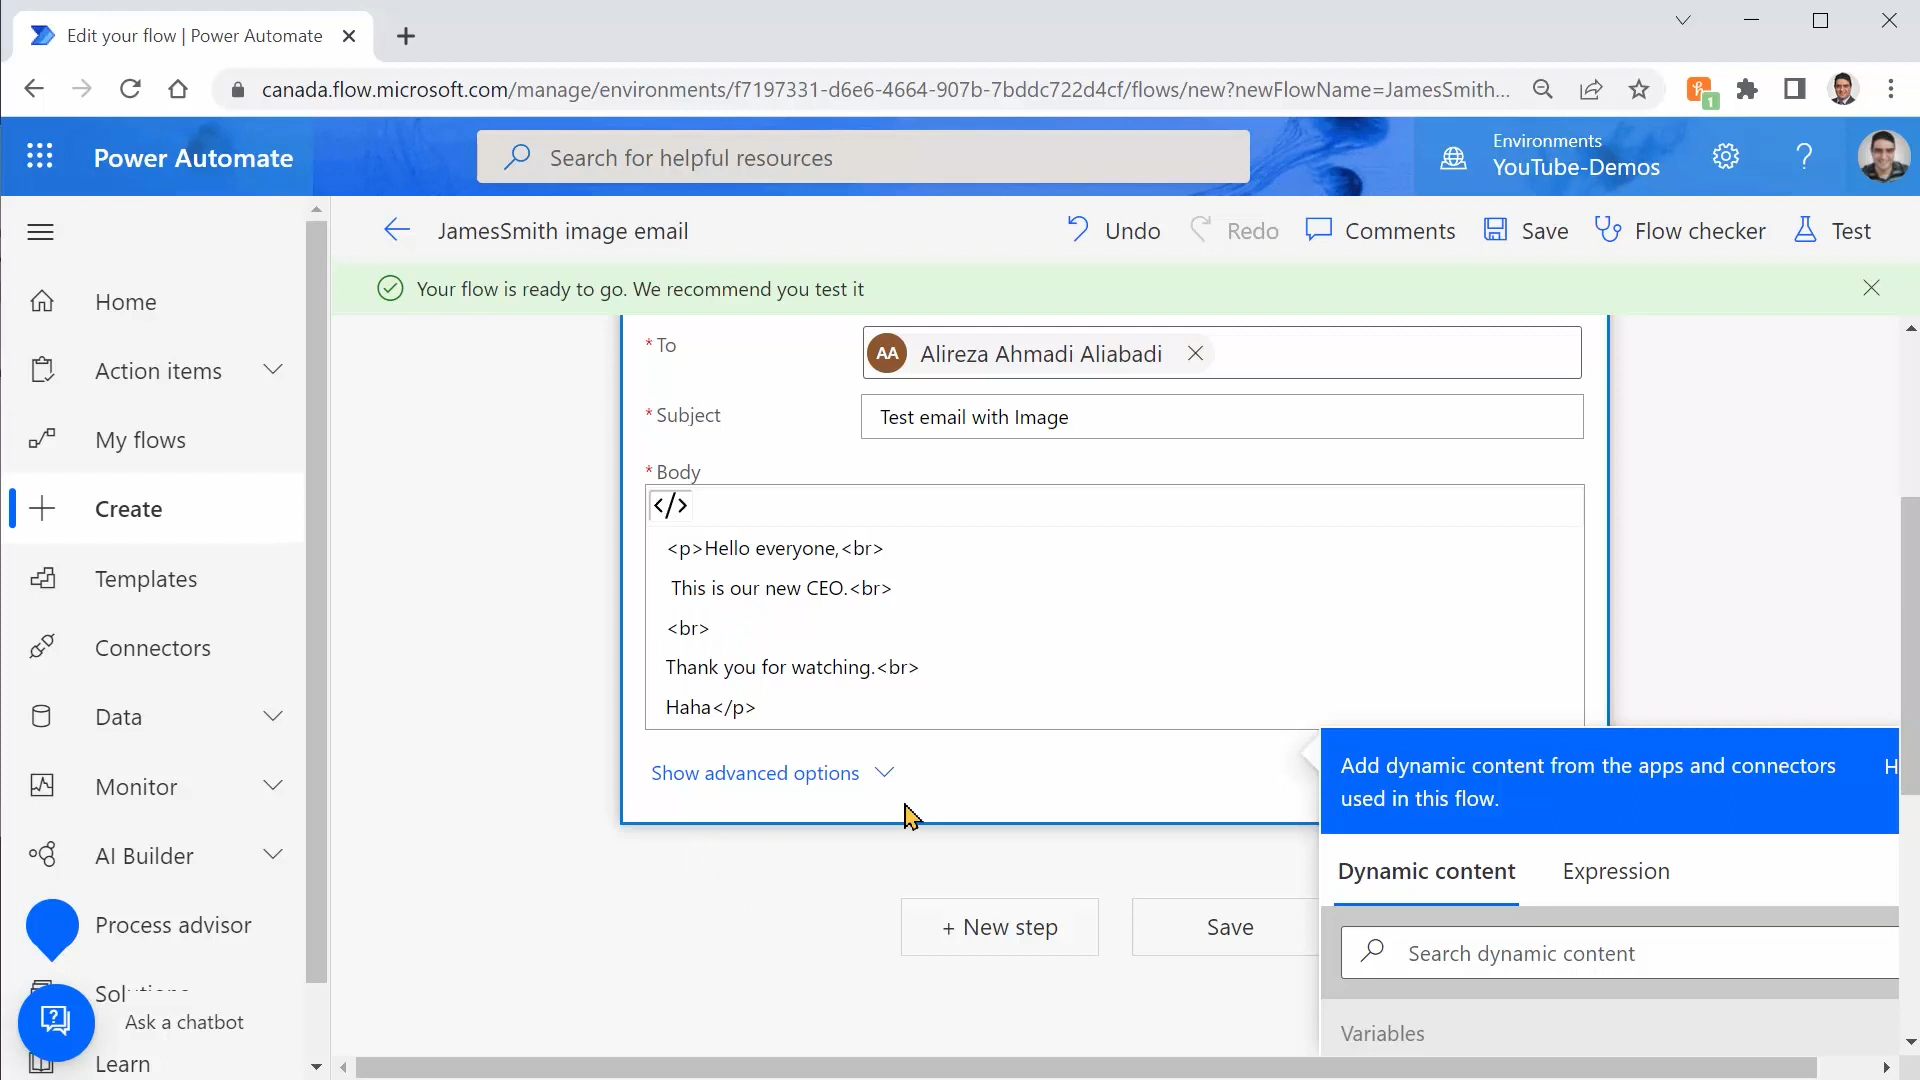 Edit your flow | Power Automate
canada.flow.microsoft.com/manage/environments/f7197331-d6e6-4664-907b-7bddc722d4cf/flows/new?newFlowName=JamesSmith...
1
Power Automate
Search for helpful resources
Environments
YouTube-Demos
?
JamesSmith image email
Undo
Redo
Comments
Save
Flow checker
Test
Your flow is ready to go. We recommend you test it
Home
Action items
My flows
Create
Templates
Connectors
Data
Monitor
AI Builder
Process advisor
Solutions
Ask a chatbot
Learn
* To
AA
Alireza Ahmadi Aliabadi
* Subject
Test email with Image
* Body
</>
<p>Hello everyone,<br>
This is our new CEO.<br>
<br>
Thank you for watching.<br>
Haha</p>
Show advanced options
+ New step
Save
Add dynamic content from the apps and connectors
used in this flow.
H
Dynamic content
Expression
Search dynamic content
Variables